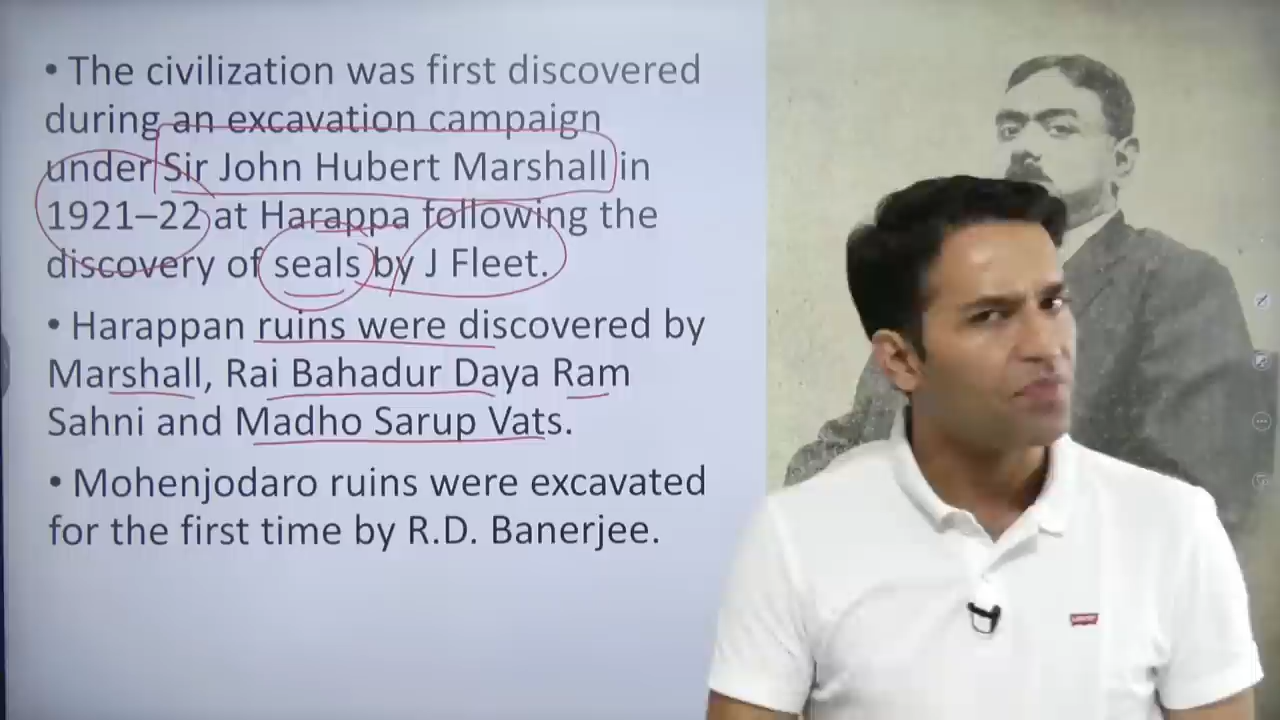 • The civilization was first discovered
during an excavation campaign
under Sir John Hubert Marshall in
1921–22 at Harappa following the
discovery of seals by J Fleet.
• Harappan ruins were discovered by
Marshall, Rai Bahadur Daya Ram
Sahni and Madho Sarup Vats.
• Mohenjodaro ruins were excavated
for the first time by R.D. Banerjee.